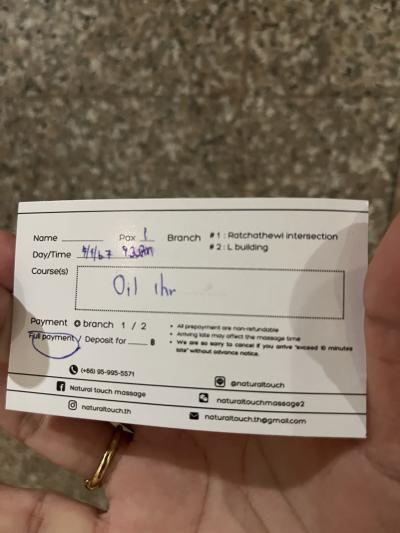 Name ______ Pax 1 Branch #1 : Ratchathewi intersection
#2 : L building
Day/Time 4/4/67 9.30pm
Course(s)
Oil 1hr
Payment branch 1 / 2
Full payment / Deposit for ____ ฿
• All prepayment are non-refundable
• Arriving late may affect the massage time
• We are so sorry to cancel if you arrive "exceed 10 minutes
late" without advance notice.
(+66) 95-995-5571
@naturaltouch
Natural touch massage
naturaltouchmassage2
naturaltouch.th
naturaltouch.th@gmail.com